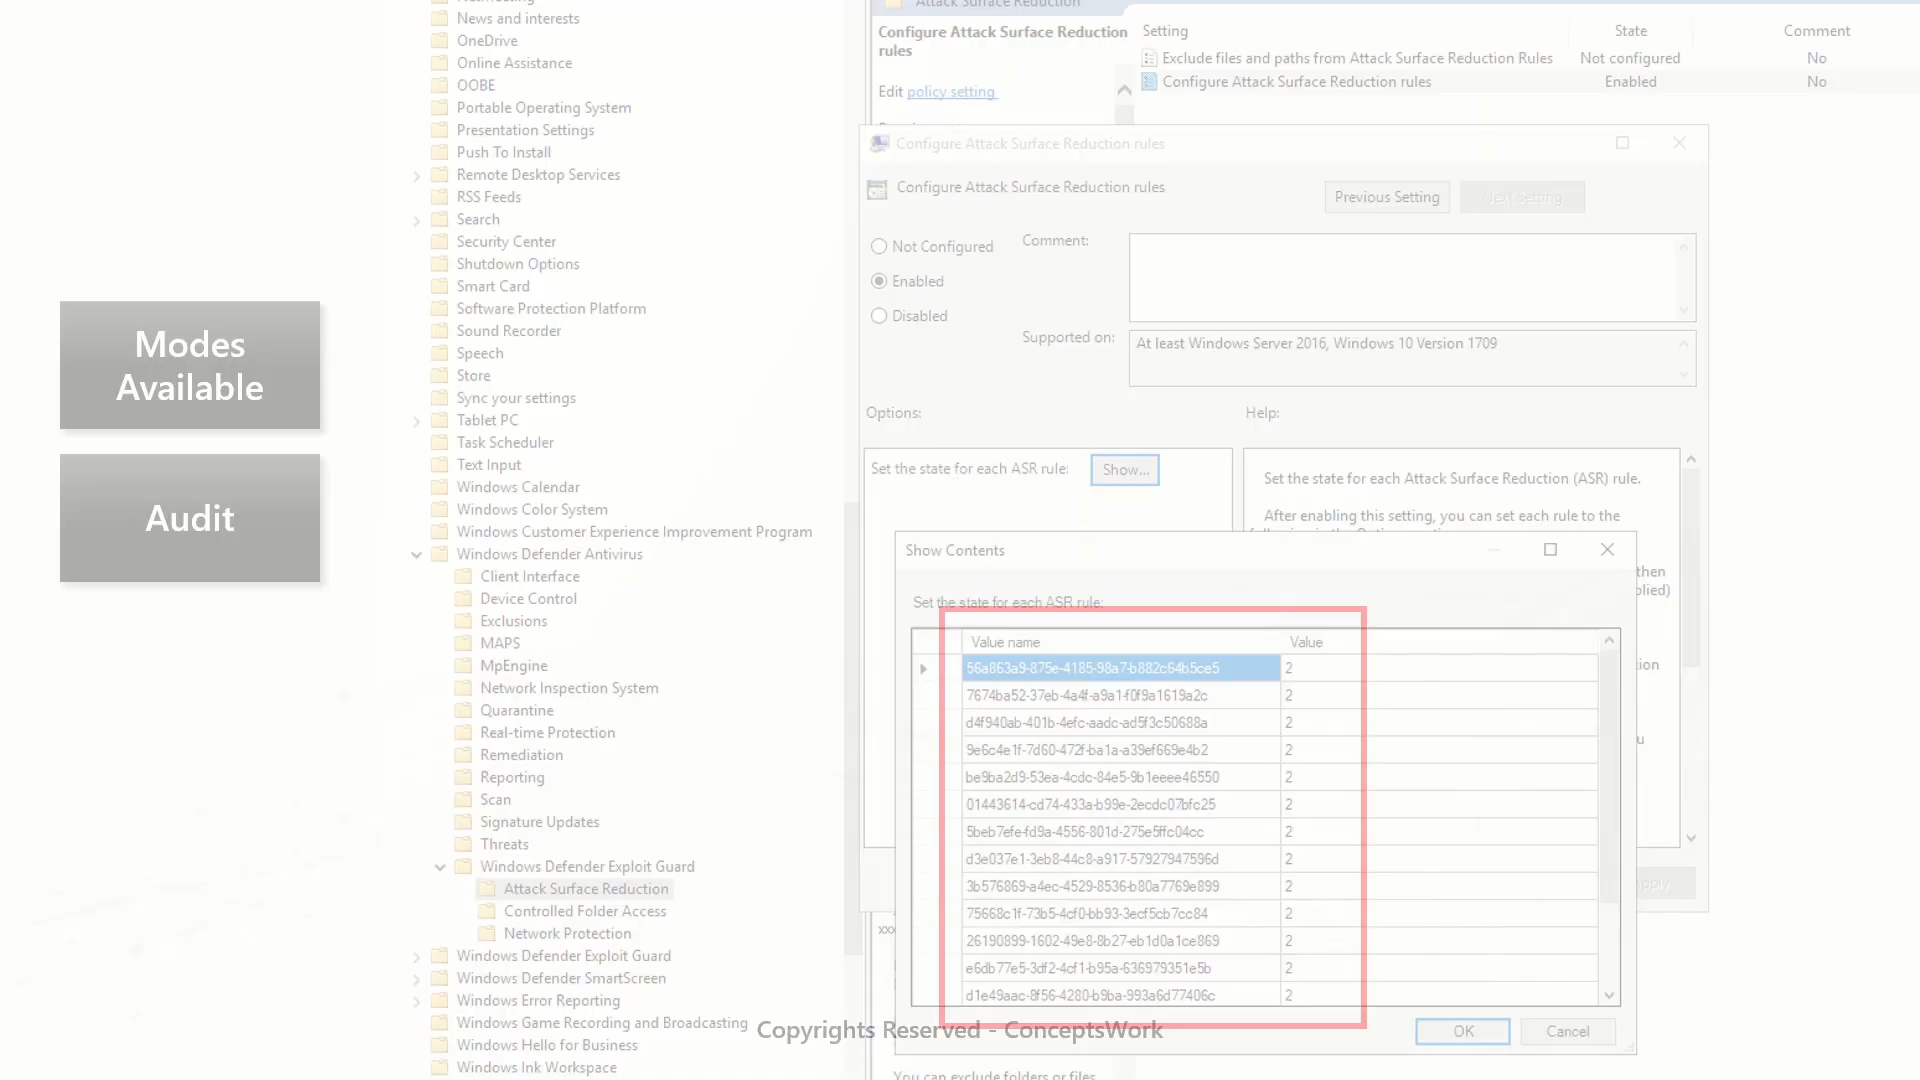 Modes
Available
Audit
News and interests
OneDrive
Online Assistance
OOBE
Portable Operating System
Presentation Settings
Push To Install
Remote Desktop Services
RSS Feeds
Search
Security Center
Shutdown Options
Smart Card
Software Protection Platform
Sound Recorder
Speech
Store
Sync your settings
Tablet PC
Task Scheduler
Text Input
Windows Calendar
Windows Color System
Windows Customer Experience Improvement Program
Windows Defender Antivirus
Client Interface
Device Control
Exclusions
MAPS
MpEngine
Network Inspection System
Quarantine
Real-time Protection
Remediation
Reporting
Scan
Signature Updates
Threats
Windows Defender Exploit Guard
Attack Surface Reduction
Controlled Folder Access
Network Protection
Windows Defender Exploit Guard
Windows Defender SmartScreen
Windows Error Reporting
Windows Game Recording and Broadcasting
Windows Hello for Business
Windows Ink Workspace
Attack Surface Reduction
Configure Attack Surface Reduction
rules
Edit policy setting
Setting State Comment
Exclude files and paths from Attack Surface Reduction Rules Not configured No
Configure Attack Surface Reduction rules Enabled No
Configure Attack Surface Reduction rules
Configure Attack Surface Reduction rules
Previous Setting Next Setting
Not Configured
Enabled
Disabled
Comment:
Supported on:
At least Windows Server 2016, Windows 10 Version 1709
Options: Help:
Set the state for each ASR rule: Show...
Set the state for each Attack Surface Reduction (ASR) rule.
After enabling this setting, you can set each rule to the
then
Show Contents
Set the state for each ASR rule:
Value name Value
56a863a9-875e-4185-98a7-b882c64b5ce5 2
7674ba52-37eb-4a4f-a9a1-f0f9a1619a2c 2
d4f940ab-401b-4efc-aadc-ad5f3c50688a 2
9e6c4e1f-7d60-472f-ba1a-a39ef669e4b2 2
be9ba2d9-53ea-4cdc-84e5-9b1eeee46550 2
01443614-cd74-433a-b99e-2ecdc07bfc25 2
5beb7efe-fd9a-4556-801d-275e5ffc04cc 2
d3e037e1-3eb8-44c8-a917-57927947596d 2
3b576869-a4ec-4529-8536-b80a7769e899 2
75668c1f-73b5-4cf0-bb93-3ecf5cb7cc84 2
26190899-1602-49e8-8b27-eb1d0a1ce869 2
e6db77e5-3df2-4cf1-b95a-636979351e5b 2
d1e49aac-8f56-4280-b9ba-993a6d77406c 2
OK Cancel
Copyrights Reserved - ConceptsWork
You can exclude folders or files